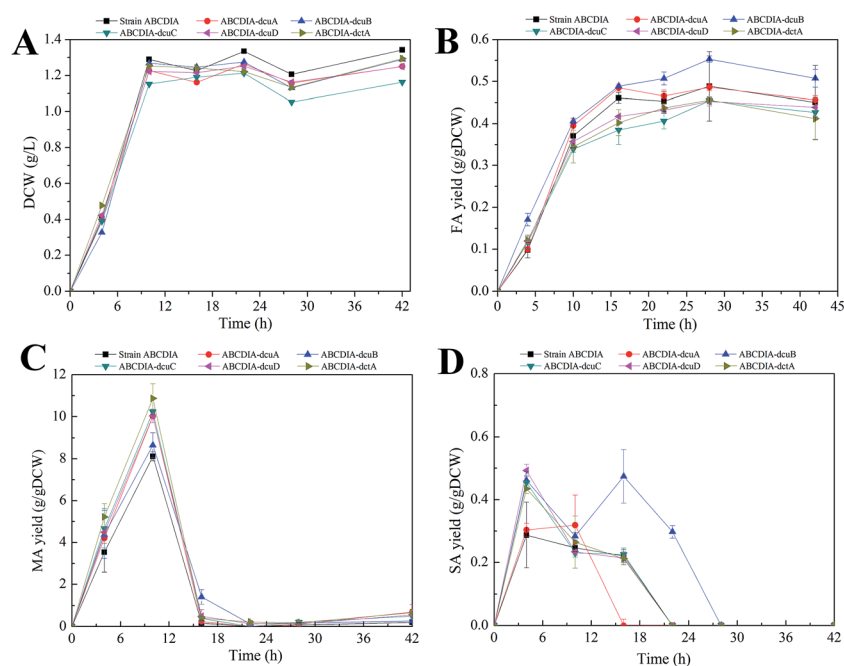 A
Strain ABCDIA ABCDIA-dcuA ABCDIA-dcuB
ABCDIA-dcuC ABCDIA-dcuD ABCDIA-dctA
1.4
1.2
1.0
0.8
0.6
0.4
0.2
0.0
DCW (g/L)
0 6 12 18 24 30 36 42
Time (h)
B
Strain ABCDIA ABCDIA-dcuA ABCDIA-dcuB
ABCDIA-dcuC ABCDIA-dcuD ABCDIA-dctA
0.6
0.5
0.4
0.3
0.2
0.1
0.0
FA yield (g/gDCW)
0 5 10 15 20 25 30 35 40 45
Time (h)
C
Strain ABCDIA ABCDIA-dcuA ABCDIA-dcuB
ABCDIA-dcuC ABCDIA-dcuD ABCDIA-dctA
12
10
8
6
4
2
0
MA yield (g/gDCW)
0 6 12 18 24 30 36 42
Time (h)
D
Strain ABCDIA ABCDIA-dcuA ABCDIA-dcuB
ABCDIA-dcuC ABCDIA-dcuD ABCDIA-dctA
0.8
0.6
0.4
0.2
0.0
SA yield (g/gDCW)
0 6 12 18 24 30 36 42
Time (h)